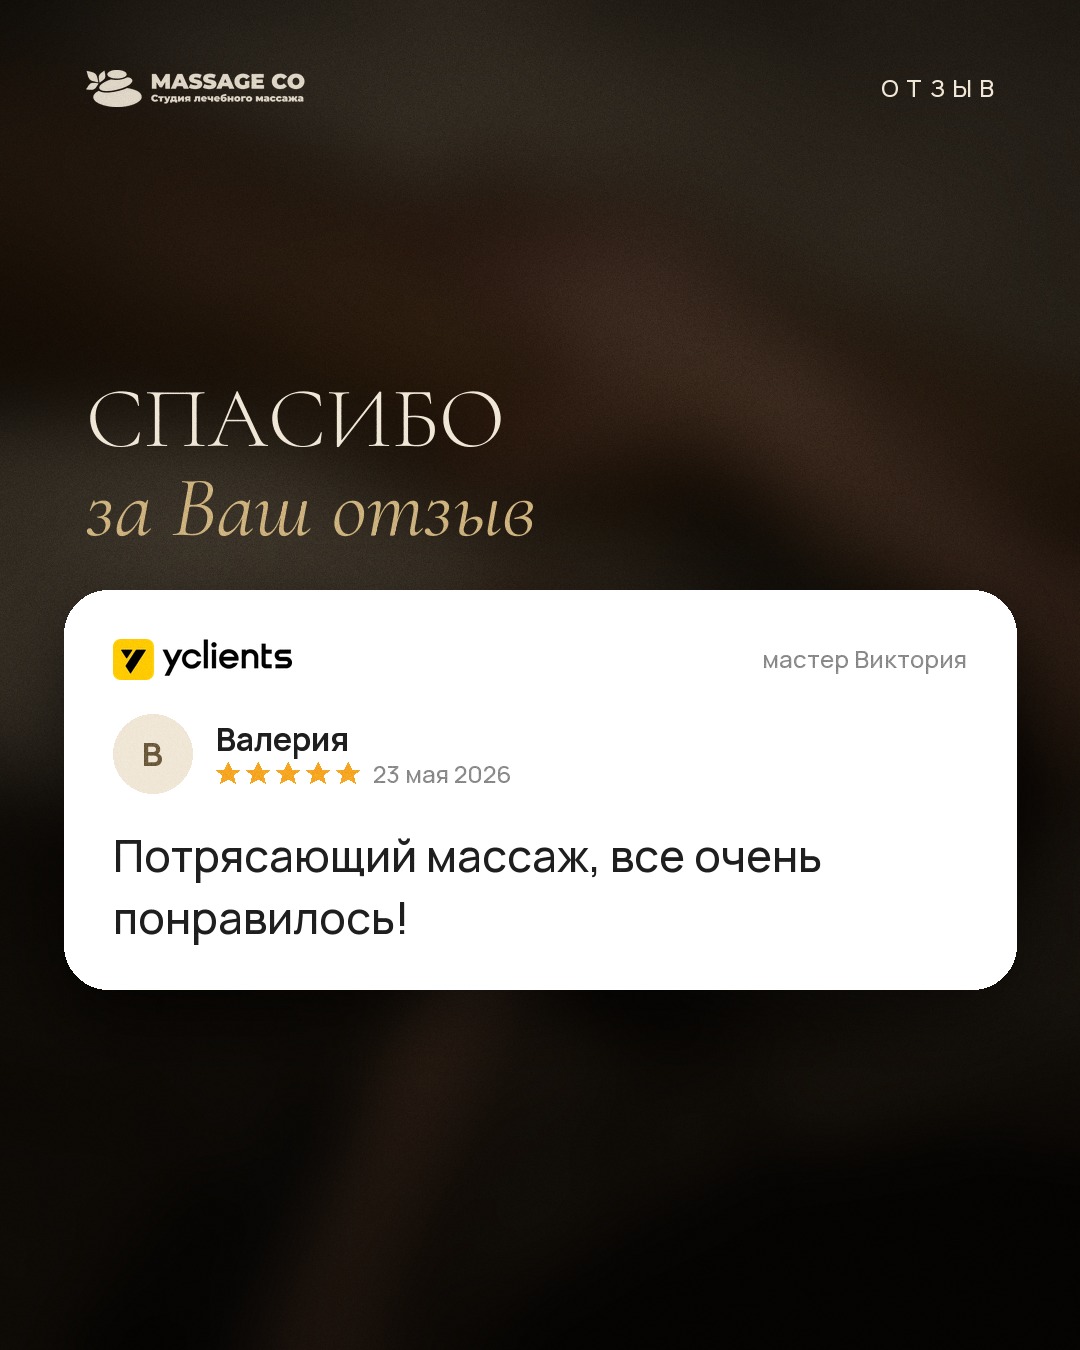 MASSAGE CO
Студия лечебного массажа
ОТЗЫВ
СПАСИБО
за Ваш отзыв
yclients
мастер Виктория
В
Валерия
23 мая 2026
Потрясающий массаж, все очень
понравилось!